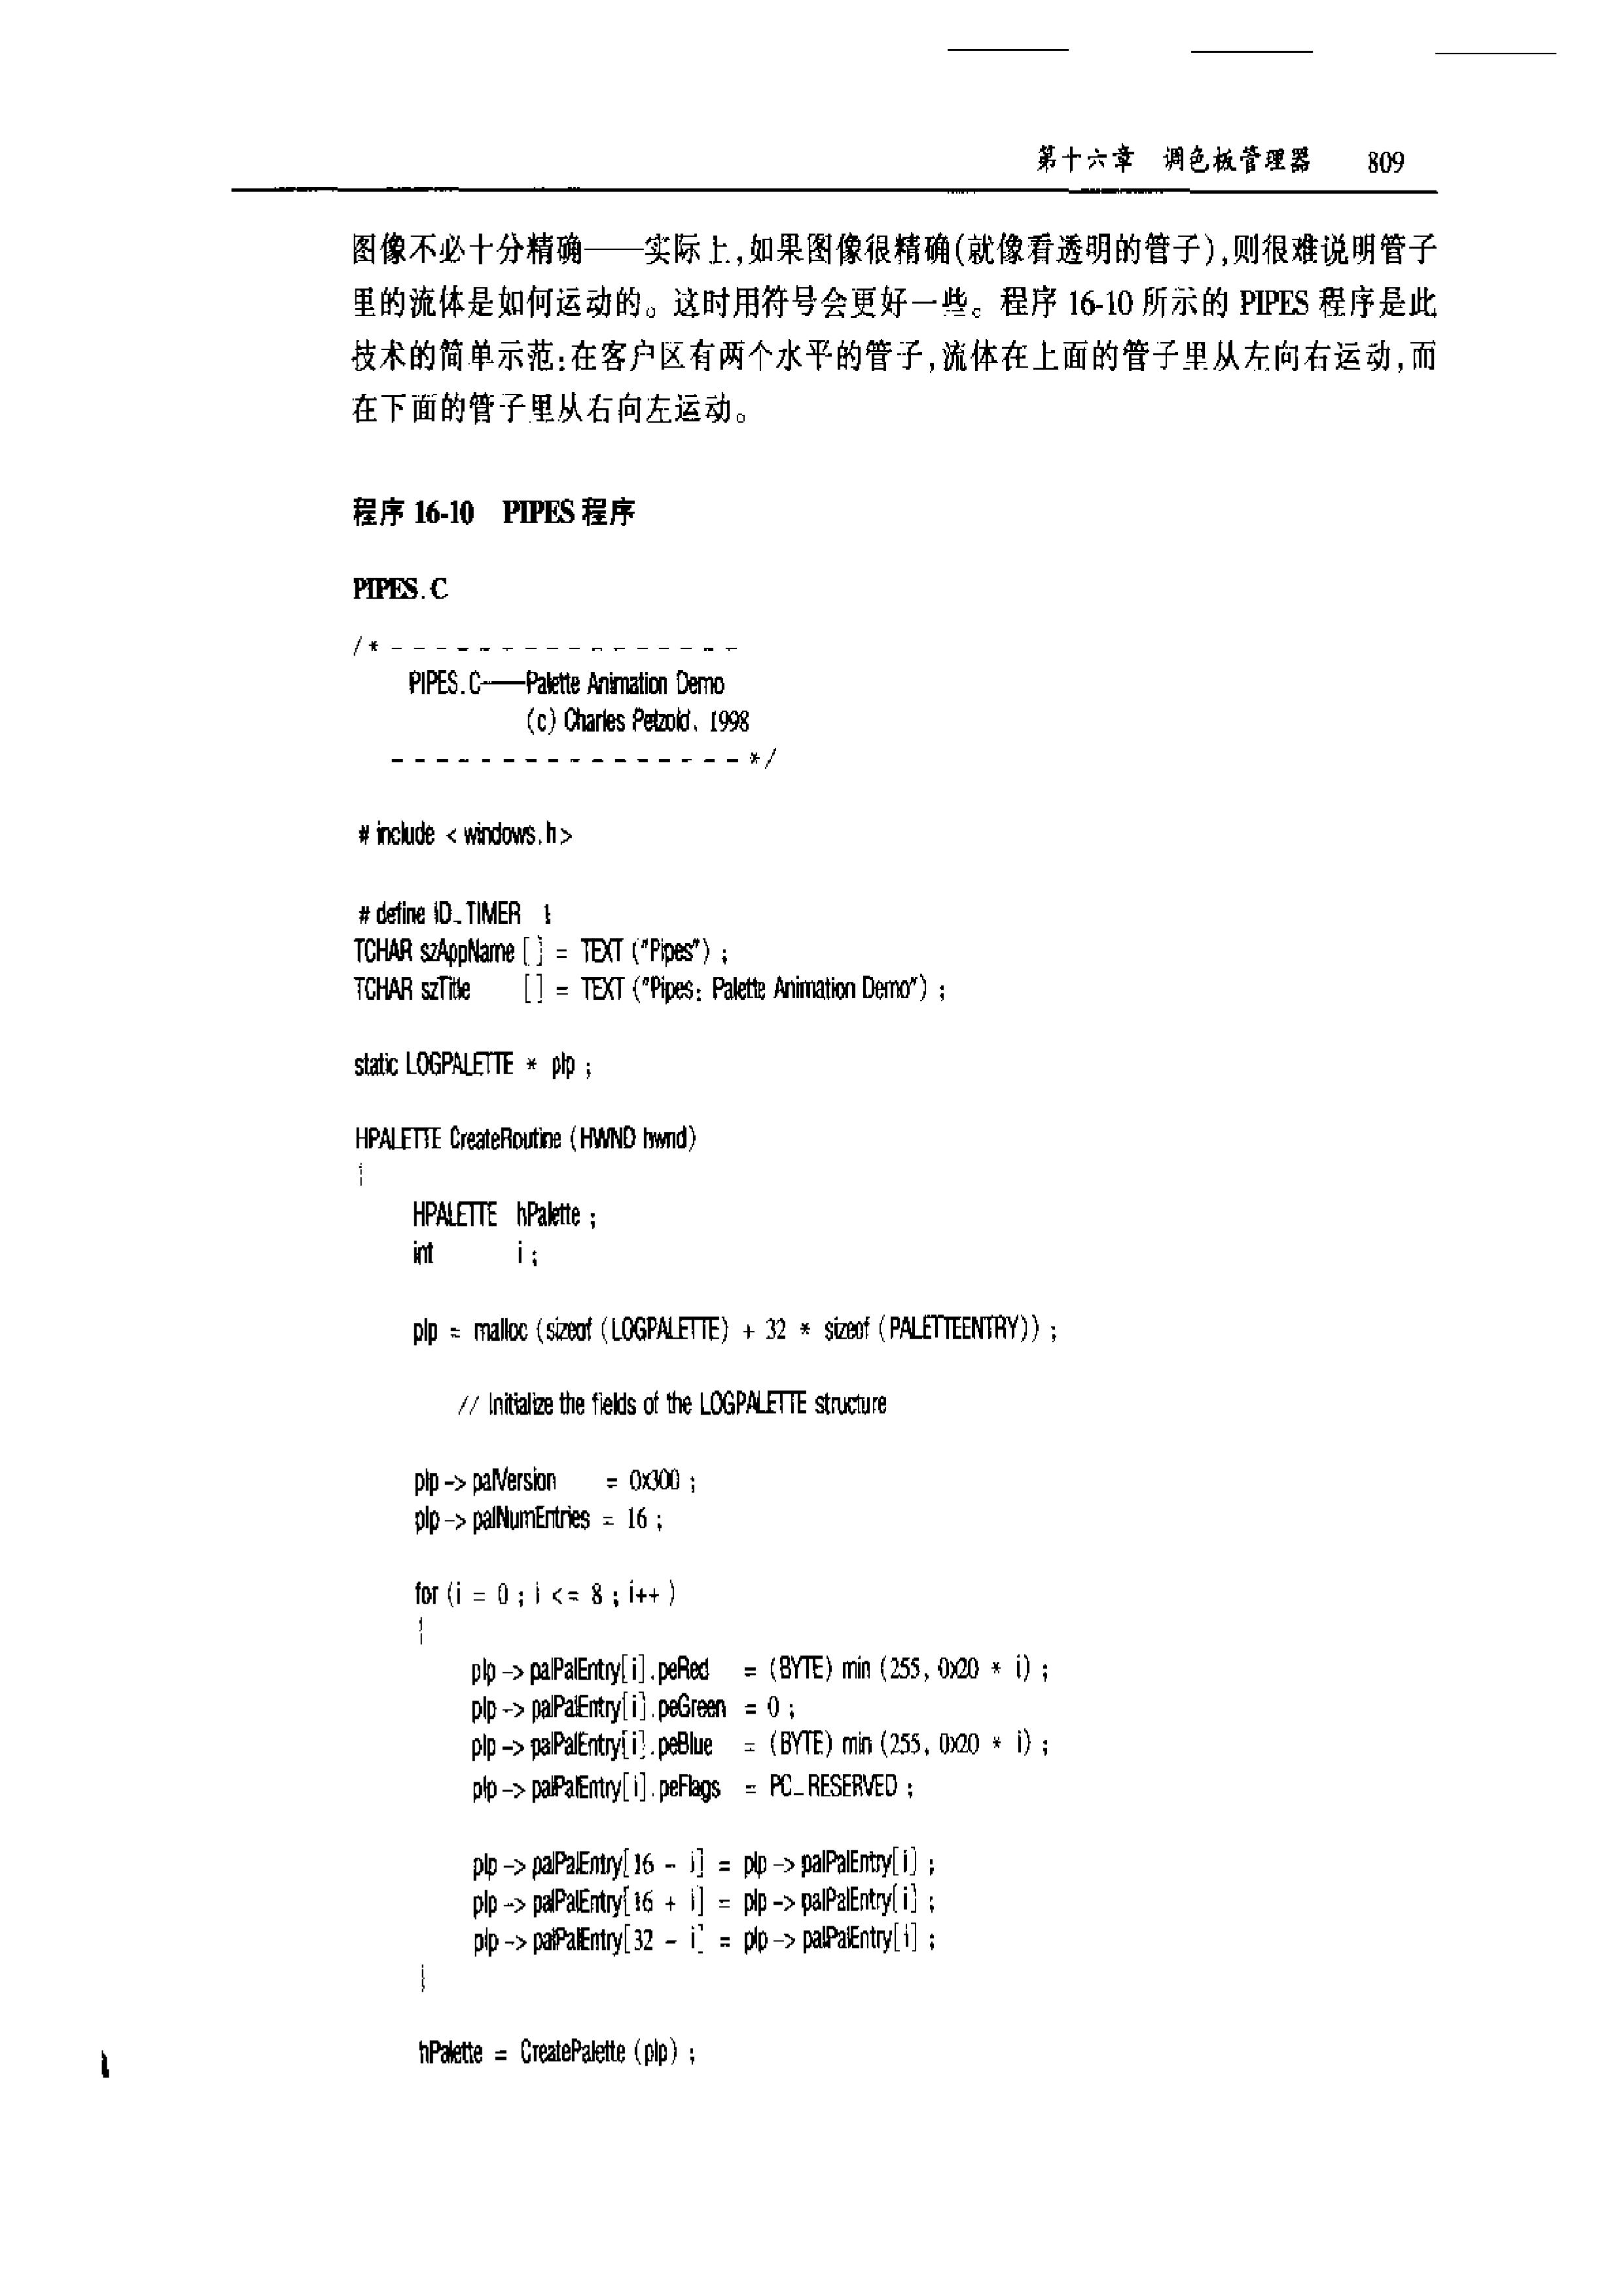 第十六章 调色板管理器 809
图像不必十分精确——实际上,如果图像很精确(就像看透明的管子),则很难说明管子
里的流体是如何运动的。这时用符号会更好一些。程序 16-10 所示的 PIPES 程序是此
技术的简单示范:在客户区有两个水平的管子,流体在上面的管子里从左向右运动,而
在下面的管子里从右向左运动。
程序 16-10 PIPES 程序
PIPES.C
/* - - - - - - - - - - - - - - - -
PIPES.C——Palette Animation Demo
(c) Charles Petzold, 1998
- - - - - - - - - - - - - - - - */
# include < windows.h >
# define ID_TIMER 1
TCHAR szAppName [ ] = TEXT ("Pipes") ;
TCHAR szTitle [ ] = TEXT ("Pipes: Palette Animation Demo") ;
static LOGPALETTE * plp ;
HPALETTE CreateRoutine (HWND hwnd)
{
HPALETTE hPalette ;
int i ;
plp = malloc (sizeof (LOGPALETTE) + 32 * sizeof (PALETTEENTRY)) ;
// Initialize the fields of the LOGPALETTE structure
plp -> palVersion = 0x300 ;
plp -> palNumEntries = 16 ;
for (i = 0 ; i <= 8 ; i++ )
{
plp -> palPalEntry[i].peRed = (BYTE) min (255, 0x20 * i) ;
plp -> palPalEntry[i].peGreen = 0 ;
plp -> palPalEntry[i].peBlue = (BYTE) min (255, 0x20 * i) ;
plp -> palPalEntry[i].peFlags = PC_RESERVED ;
plp -> palPalEntry[16 - i] = plp -> palPalEntry[i] ;
plp -> palPalEntry[16 + i] = plp -> palPalEntry[i] ;
plp -> palPalEntry[32 - i] = plp -> palPalEntry[i] ;
}
hPalette = CreatePalette (plp) ;